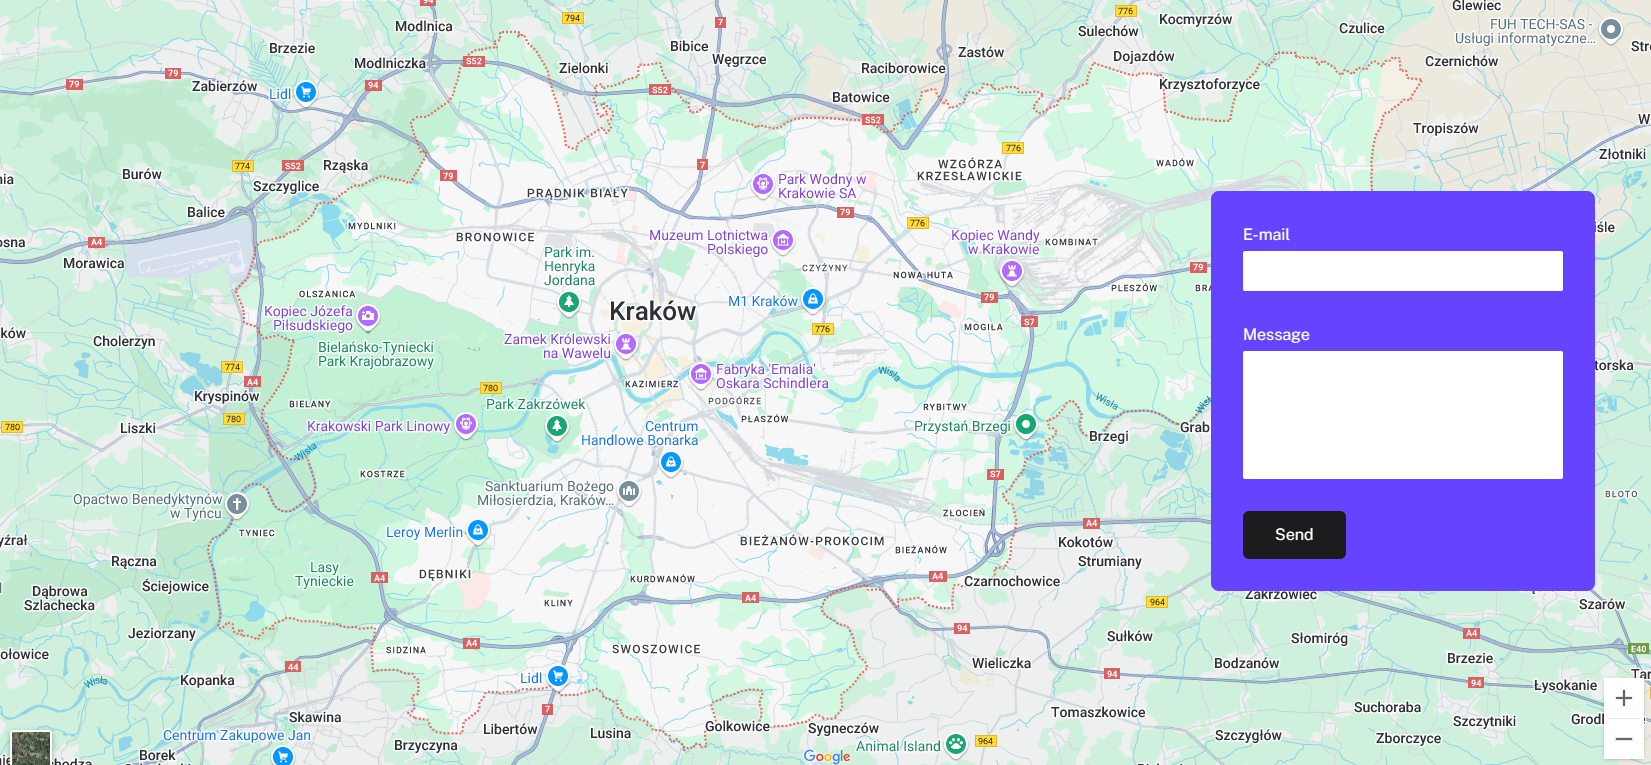 Modlnica
794
776
Glewiec
Kocmyrzów
FUH TECH-SAS -
Usługi informatyczne...
Brzezie
Bibice
7
Sulechów
Czulice
Modlniczka
S52
Zielonki
Węgrzce
Zastów
Dojazdów
Czernichów
79
79
Zabierzów
94
Lidl
S52
Raciborowice
Batowice
Krzysztoforzyce
S52
Tropiszów
776
WZGÓRZA
KRZESŁAWICKIE
WADÓW
Złotniki
774
S52
Rząska
7
Burów
Szczyglice
79
PRĄDNIK BIAŁY
Park Wodny w
Krakowie SA
Balice
79
776
MYDLNIKI
BRONOWICE
Muzeum Lotnictwa
Polskiego
Kopiec Wandy
w Krakowie
KOMBINAT
A4
Morawica
Park im.
Henryka
Jordana
CZYŻYNY
NOWA HUTA
79
PLESZÓW
OLSZANICA
Kopiec Józefa
Piłsudskiego
Kraków
M1 Kraków
79
S7
MOGIŁA
776
Cholerzyn
Bielańsko-Tyniecki
Park Krajobrazowy
Zamek Królewski
na Wawelu
Wisła
774
A4
Kryspinów
780
KAZIMIERZ
Fabryka 'Emalia'
Oskara Schindlera
BIELANY
Park Zakrzówek
PODGÓRZE
PŁASZÓW
RYBITWY
Wisła
Wisła
780
Liszki
780
Krakowski Park Linowy
Centrum
Handlowe Bonarka
Przystań Brzegi
Brzegi
Grab
Wisła
KOSTRZE
S7
Opactwo Benedyktynów
w Tyńcu
Sanktuarium Bożego
Miłosierdzia, Kraków...
BŁOTO
ZŁOCIEŃ
TYNIEC
Leroy Merlin
BIEŻANÓW-PROKOCIM
BIEŻANÓW
A4
Kokotów
Strumiany
Rączna
Ściejowice
Lasy
Tynieckie
A4
DĘBNIKI
KURDWANÓW
A4
Czarnochowice
Dąbrowa
Szlachecka
KLINY
A4
964
Zakrzowiec
Szarów
Jeziorzany
A4
94
Sułków
Słomiróg
A4
E40
SIDZINA
SWOSZOWICE
Wieliczka
Bodzanów
Brzezie
44
94
94
Wisła
Kopanka
Lidl
Łysokanie
Skawina
7
Libertów
Golkowice
Sygneczów
Tomaszkowice
Suchoraba
Szczytniki
Centrum Zakupowe Jan
Brzyczyna
Lusina
Animal Island
964
Szczygłów
Zborczyce
Borek
Google
E-mail
Message
Send